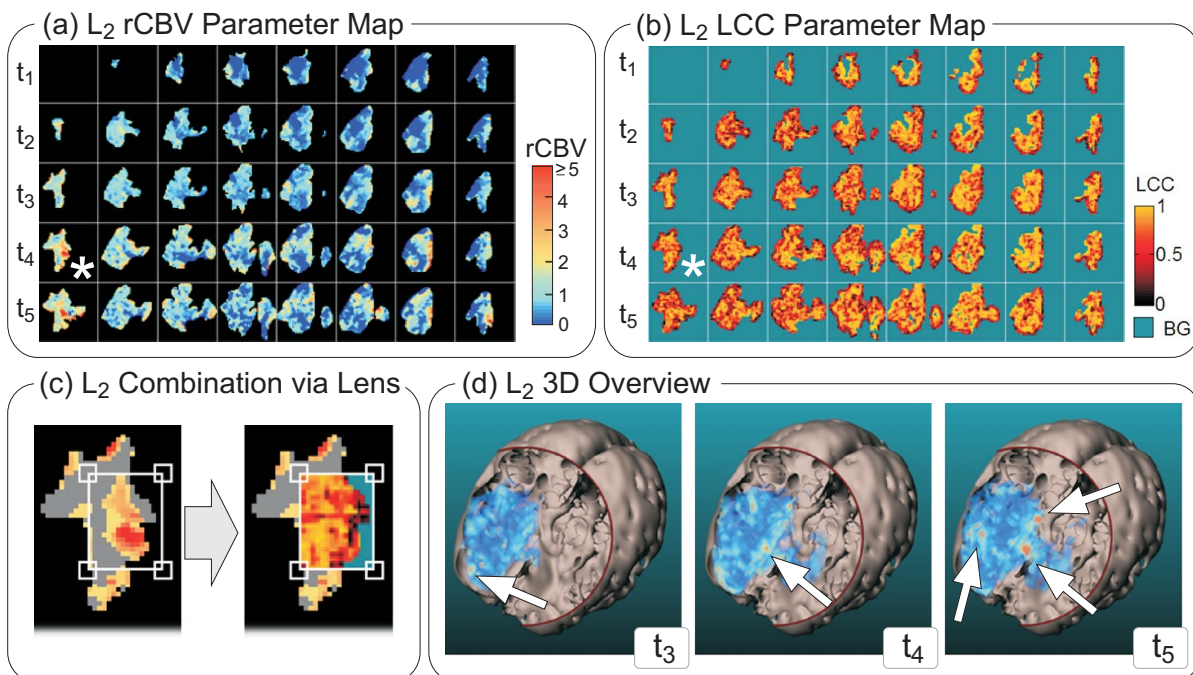 (a) L₂ rCBV Parameter Map
t₁
t₂
t₃
t₄
*
t₅
rCBV
≥5
4
3
2
1
0
(b) L₂ LCC Parameter Map
t₁
t₂
t₃
t₄
*
t₅
LCC
1
0.5
0
BG
(c) L₂ Combination via Lens
(d) L₂ 3D Overview
t₃
t₄
t₅